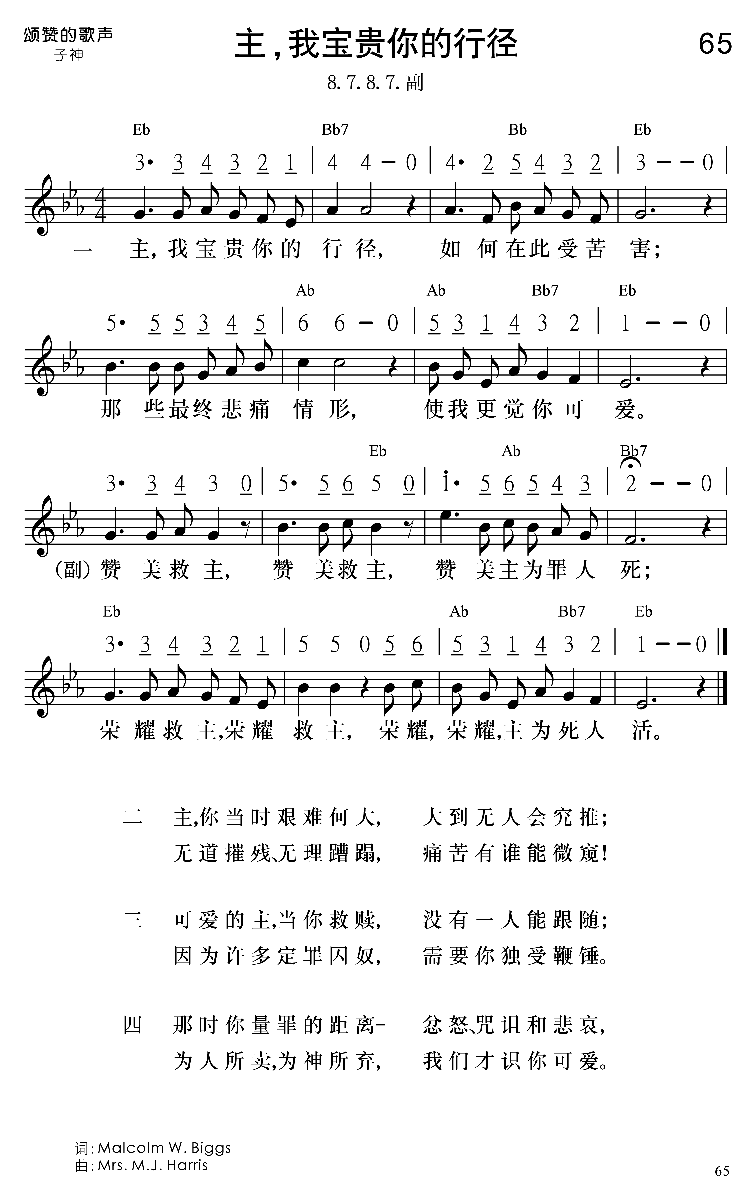 颂赞的歌声
子神
主，我宝贵你的行径
65
8. 7. 8. 7. 副
Eb Bb7 Bb Eb
3· 3 4 3 2 1 | 4 4 – 0 | 4· 2 5 4 3 2 | 3 – – 0 |
一 主，我宝贵你的行径， 如何在此受苦害；
Ab Ab Bb7 Eb
5· 5 5 3 4 5 | 6 6 – 0 | 5 3 1 4 3 2 | 1 – – 0 |
那些最终悲痛情形， 使我更觉你可爱。
Eb Ab Bb7
3· 3 4 3 0 | 5· 5 6 5 0 | i· 5 6 5 4 3 | 2 – – 0 |
(副) 赞美救主， 赞美救主， 赞美主为罪人死；
Eb Ab Bb7 Eb
3· 3 4 3 2 1 | 5 5 0 5 6 | 5 3 1 4 3 2 | 1 – – 0 ||
荣耀救主，荣耀救主， 荣耀，荣耀，主为死人活。
二 主，你当时艰难何大， 大到无人会究推；
无道摧残、无理蹧蹋， 痛苦有谁能微窥！
三 可爱的主，当你救赎， 没有一人能跟随；
因为许多定罪囚奴， 需要你独受鞭锤。
四 那时你量罪的距离- 忿怒、咒诅和悲哀，
为人所卖，为神所弃， 我们才识你可爱。
词：Malcolm W. Biggs
曲：Mrs. M.J. Harris
65